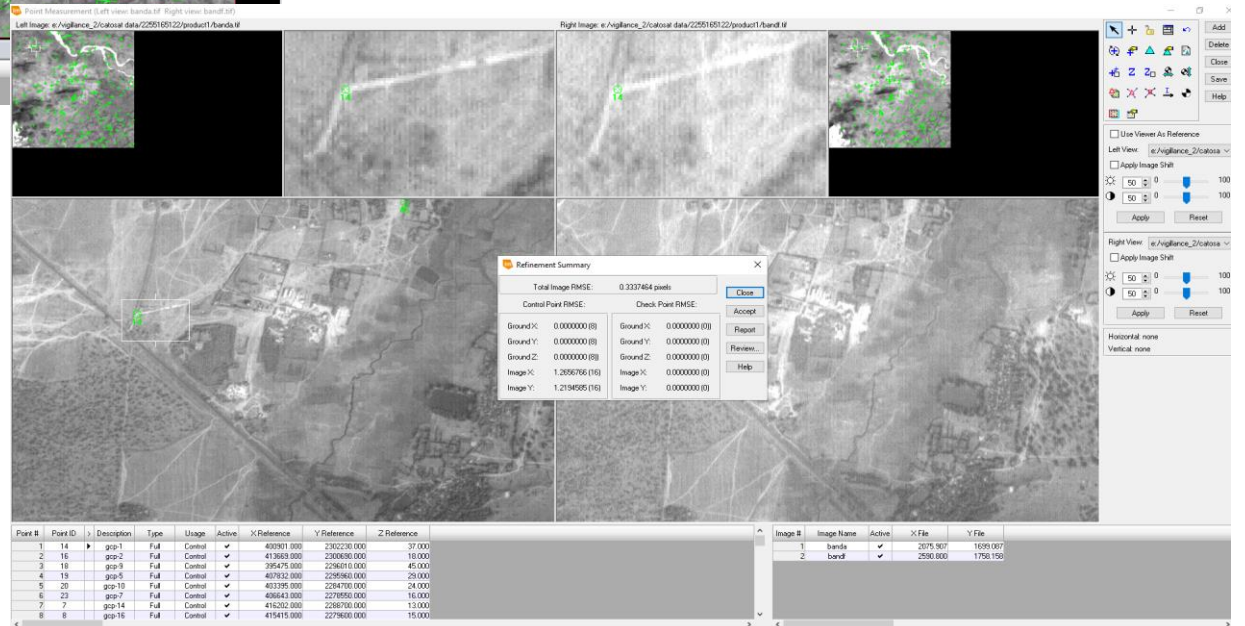 Point Measurement (Left view: banda.tif Right view: bandf.tif)
Left Image: e:/vigillance_2/catosat data/2255165122/product1/banda.tif
Right Image: e:/vigillance_2/catosat data/2255165122/product1/bandf.tif
Add
Delete
Close
Save
Help
Use Viewer As Reference
Left View: e:/vigillance_2/catosa
Apply Image Shift
50 0 100
50 0 100
Apply Reset
Right View: e:/vigillance_2/catosa
Apply Image Shift
50 0 100
50 0 100
Apply Reset
Horizontal: none
Vertical: none
14
14
Refinement Summary
Total Image RMSE: 0.3337464 pixels
Control Point RMSE: Check Point RMSE:
Ground X: 0.0000000 (8) Ground X: 0.0000000 (0)
Ground Y: 0.0000000 (8) Ground Y: 0.0000000 (0)
Ground Z: 0.0000000 (8) Ground Z: 0.0000000 (0)
Image X: 1.2656766 (16) Image X: 0.0000000 (0)
Image Y: 1.2194585 (16) Image Y: 0.0000000 (0)
Close
Accept
Report
Review...
Help
Point # Point ID > Description Type Usage Active X Reference Y Reference Z Reference
1 14 gcp-1 Full Control 400901.000 2302230.000 37.000
2 16 gcp-2 Full Control 413669.000 2300690.000 18.000
3 18 gcp-9 Full Control 395475.000 2296010.000 45.000
4 19 gcp-5 Full Control 407832.000 2295960.000 29.000
5 20 gcp-10 Full Control 403395.000 2284700.000 24.000
6 23 gcp-7 Full Control 406643.000 2278550.000 16.000
7 7 gcp-14 Full Control 416202.000 2288700.000 13.000
8 8 gcp-16 Full Control 415415.000 2279600.000 15.000
Image # Image Name Active X File Y File
1 banda 2875.907 1699.087
2 bandf 2590.800 1758.158